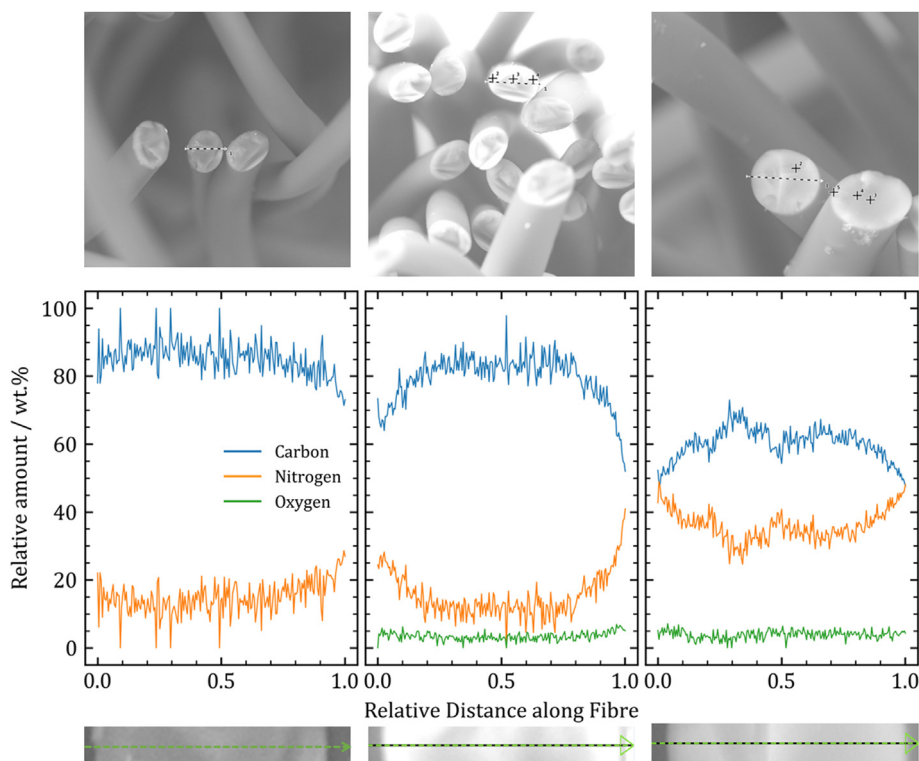 100
80
60
40
20
0
Relative amount / wt.%
Carbon
Nitrogen
Oxygen
0.0 0.5 1.0 0.0 0.5 1.0 0.0 0.5 1.0
Relative Distance along Fibre